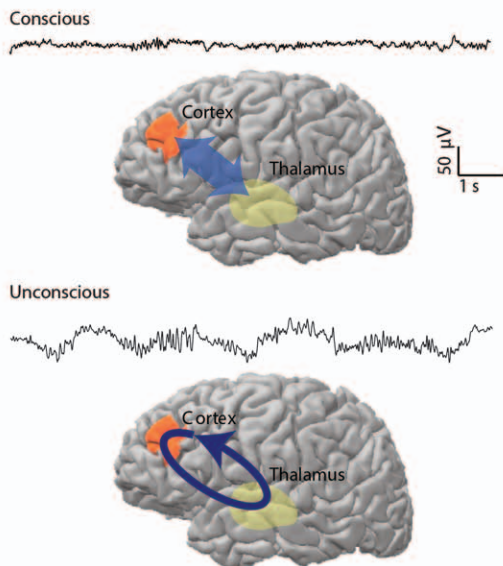 Conscious
Cortex
Thalamus
50 μV
1 s
Unconscious
Cortex
Thalamus